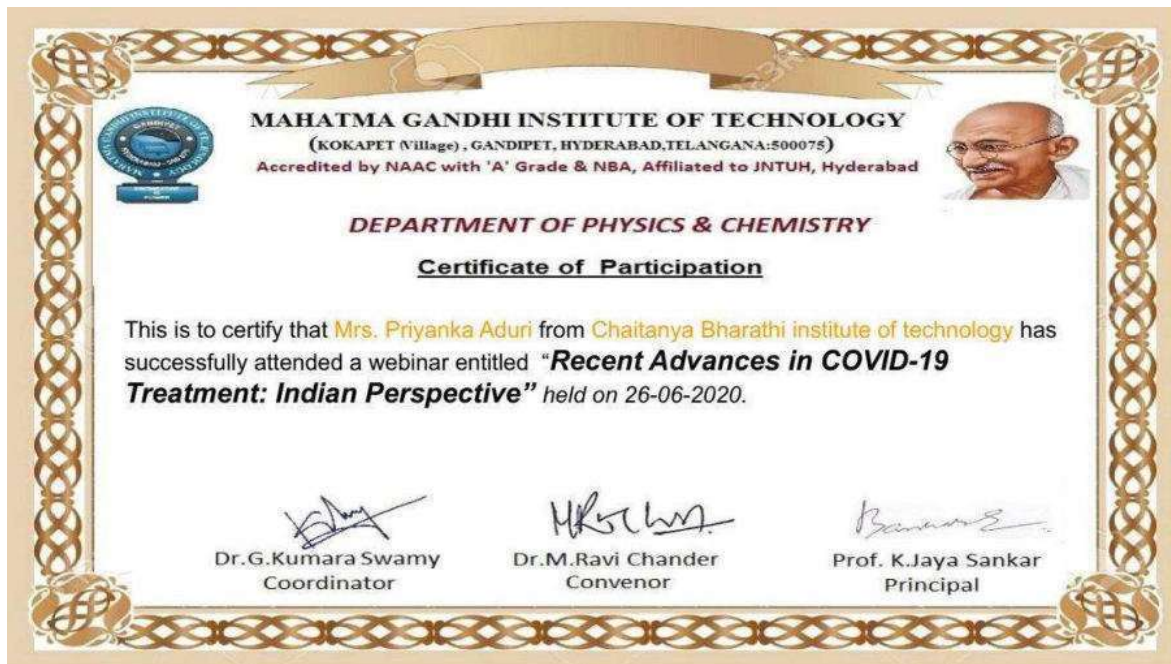 MAHATMA GANDHI INSTITUTE OF TECHNOLOGY
(KOKAPET (Village) , GANDIPET, HYDERABAD,TELANGANA:500075)
Accredited by NAAC with 'A' Grade & NBA, Affiliated to JNTUH, Hyderabad
DEPARTMENT OF PHYSICS & CHEMISTRY
Certificate of Participation
This is to certify that Mrs. Priyanka Aduri from Chaitanya Bharathi institute of technology has
successfully attended a webinar entitled “Recent Advances in COVID-19
Treatment: Indian Perspective” held on 26-06-2020.
Dr.G.Kumara Swamy
Coordinator
Dr.M.Ravi Chander
Convenor
Prof. K.Jaya Sankar
Principal